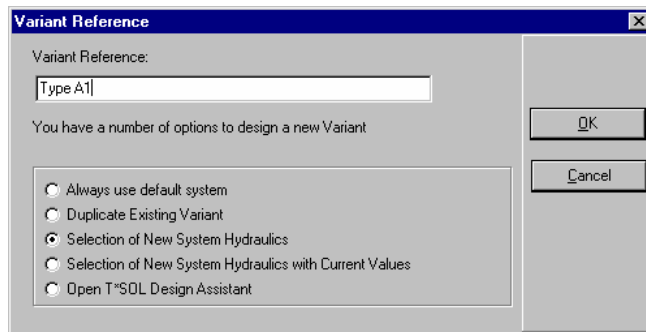 Variant Reference
Variant Reference:
Type A1
You have a number of options to design a new Variant
OK
Cancel
Always use default system
Duplicate Existing Variant
Selection of New System Hydraulics
Selection of New System Hydraulics with Current Values
Open T*SOL Design Assistant